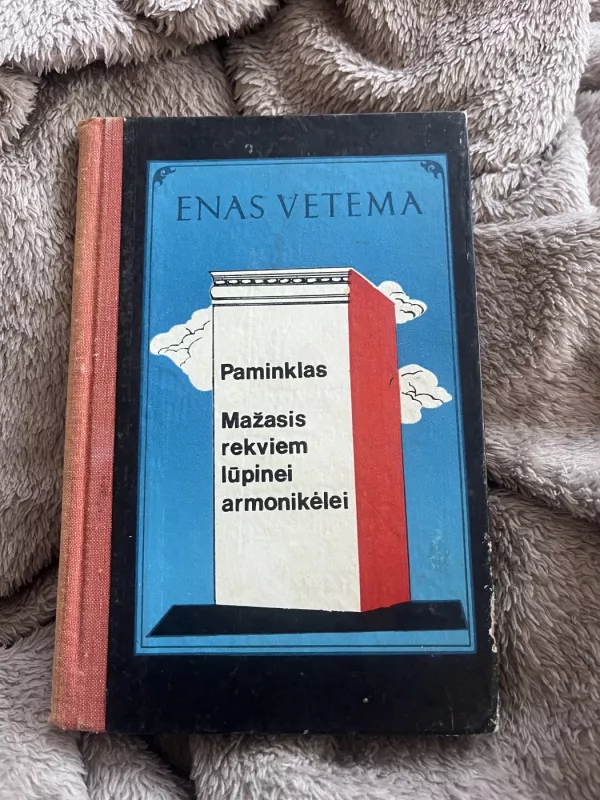 ENAS VETEMA
Paminklas
Mažasis
rekviem
lūpinei
armonikėlei